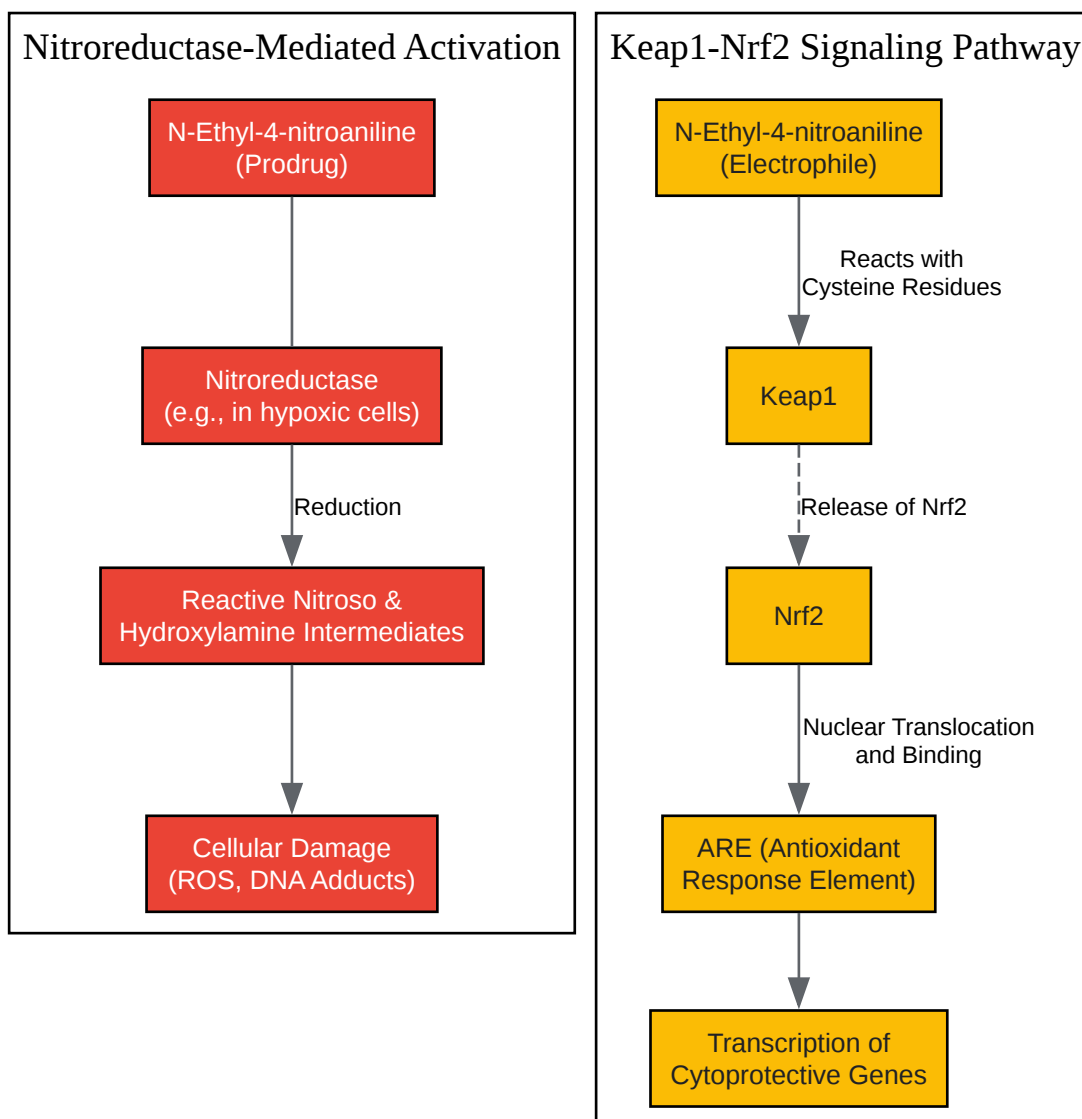 Nitroreductase-Mediated Activation
N-Ethyl-4-nitroaniline
(Prodrug)
Nitroreductase
(e.g., in hypoxic cells)
Reduction
Reactive Nitroso &
Hydroxylamine Intermediates
Cellular Damage
(ROS, DNA Adducts)
Keap1-Nrf2 Signaling Pathway
N-Ethyl-4-nitroaniline
(Electrophile)
Reacts with
Cysteine Residues
Keap1
Release of Nrf2
Nrf2
Nuclear Translocation
and Binding
ARE (Antioxidant
Response Element)
Transcription of
Cytoprotective Genes